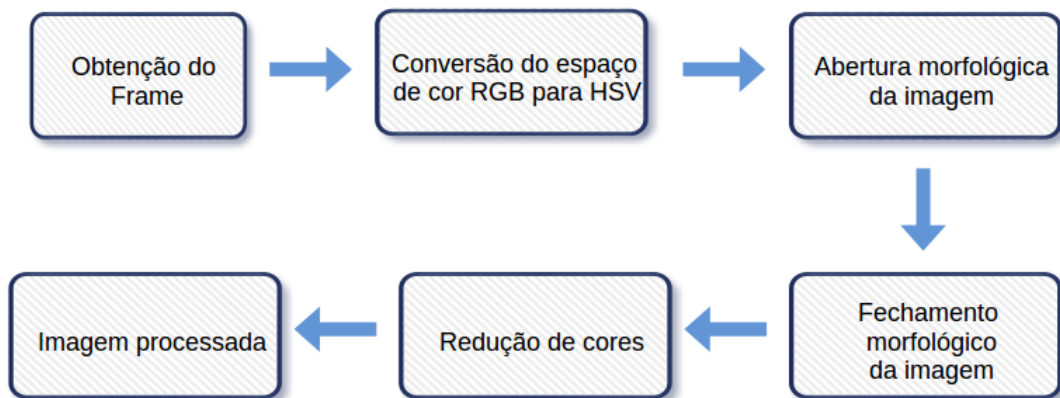 Obtenção do
Frame
Conversão do espaço
de cor RGB para HSV
Abertura morfológica
da imagem
Fechamento
morfológico
da imagem
Redução de cores
Imagem processada